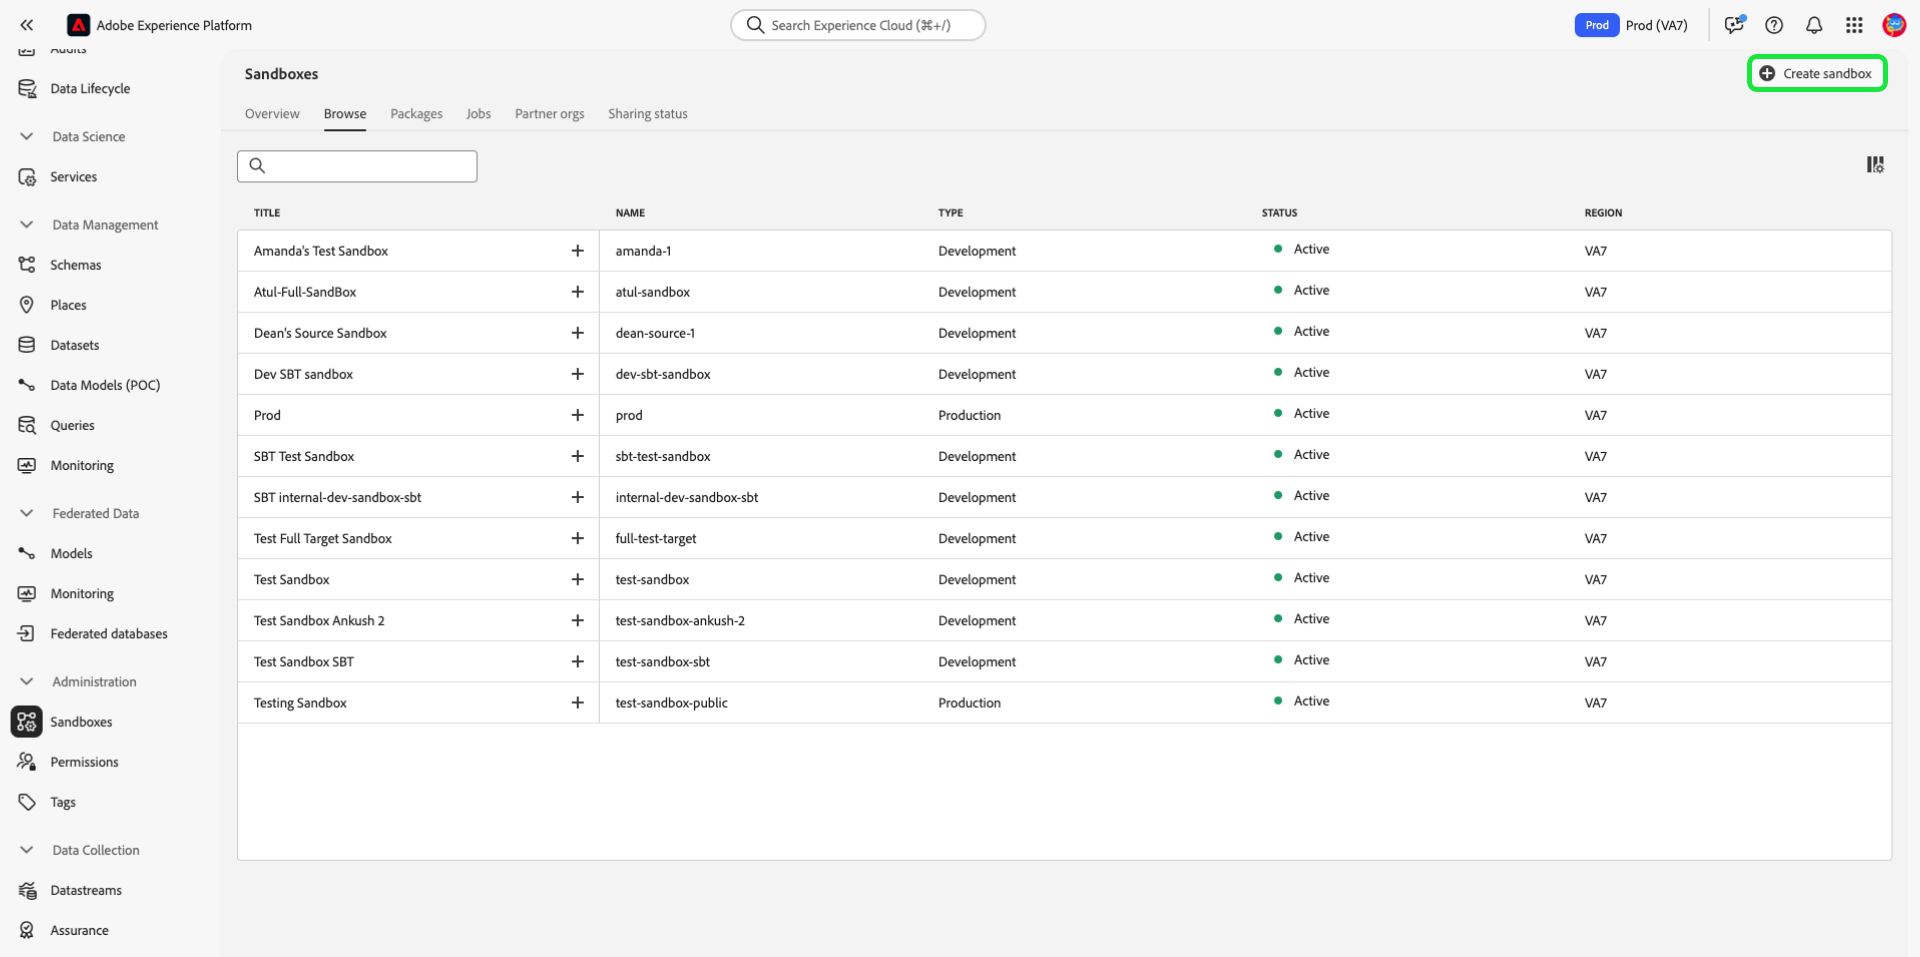 Adobe Experience Platform
Search Experience Cloud (⌘+/)
Prod
Prod (VA7)
Audits
Data Lifecycle
Data Science
Services
Data Management
Schemas
Places
Datasets
Data Models (POC)
Queries
Monitoring
Federated Data
Models
Monitoring
Federated databases
Administration
Sandboxes
Permissions
Tags
Data Collection
Datastreams
Assurance
Sandboxes
Create sandbox
Overview Browse Packages Jobs Partner orgs Sharing status
TITLE NAME TYPE STATUS REGION
Amanda's Test Sandbox amanda-1 Development Active VA7
Atul-Full-SandBox atul-sandbox Development Active VA7
Dean's Source Sandbox dean-source-1 Development Active VA7
Dev SBT sandbox dev-sbt-sandbox Development Active VA7
Prod prod Production Active VA7
SBT Test Sandbox sbt-test-sandbox Development Active VA7
SBT internal-dev-sandbox-sbt internal-dev-sandbox-sbt Development Active VA7
Test Full Target Sandbox full-test-target Development Active VA7
Test Sandbox test-sandbox Development Active VA7
Test Sandbox Ankush 2 test-sandbox-ankush-2 Development Active VA7
Test Sandbox SBT test-sandbox-sbt Development Active VA7
Testing Sandbox test-sandbox-public Production Active VA7